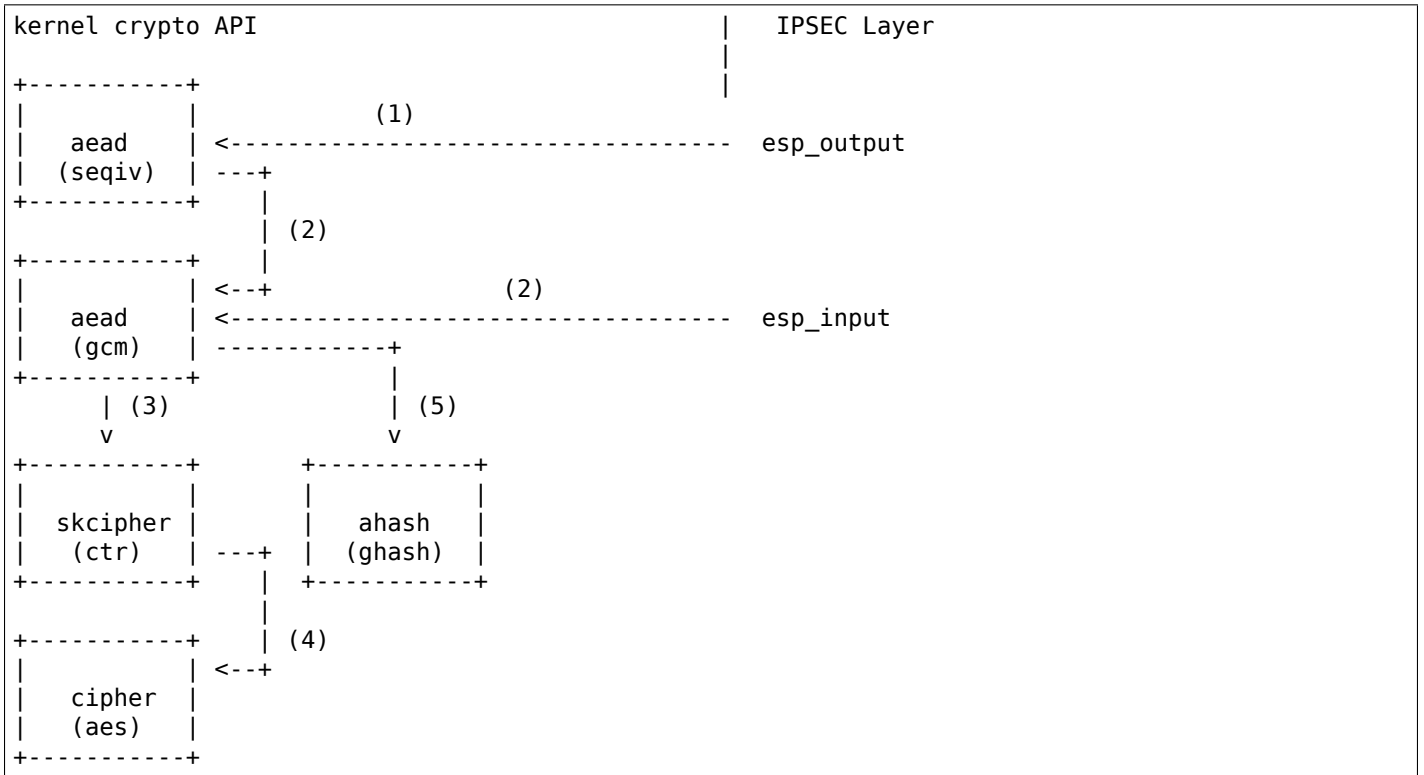 kernel crypto API | IPSEC Layer
|
+-----------+ |
| | (1)
| aead | <----------------------------------- esp_output
| (seqiv) | ---+
+-----------+ |
| (2)
+-----------+ |
| | <--+ (2)
| aead | <----------------------------------- esp_input
| (gcm) | ------------+
+-----------+ |
| (3) | (5)
v v
+-----------+ +-----------+
| | | |
| skcipher | | ahash |
| (ctr) | ---+ | (ghash) |
+-----------+ | +-----------+
|
+-----------+ | (4)
| | <--+
| cipher |
| (aes) |
+-----------+